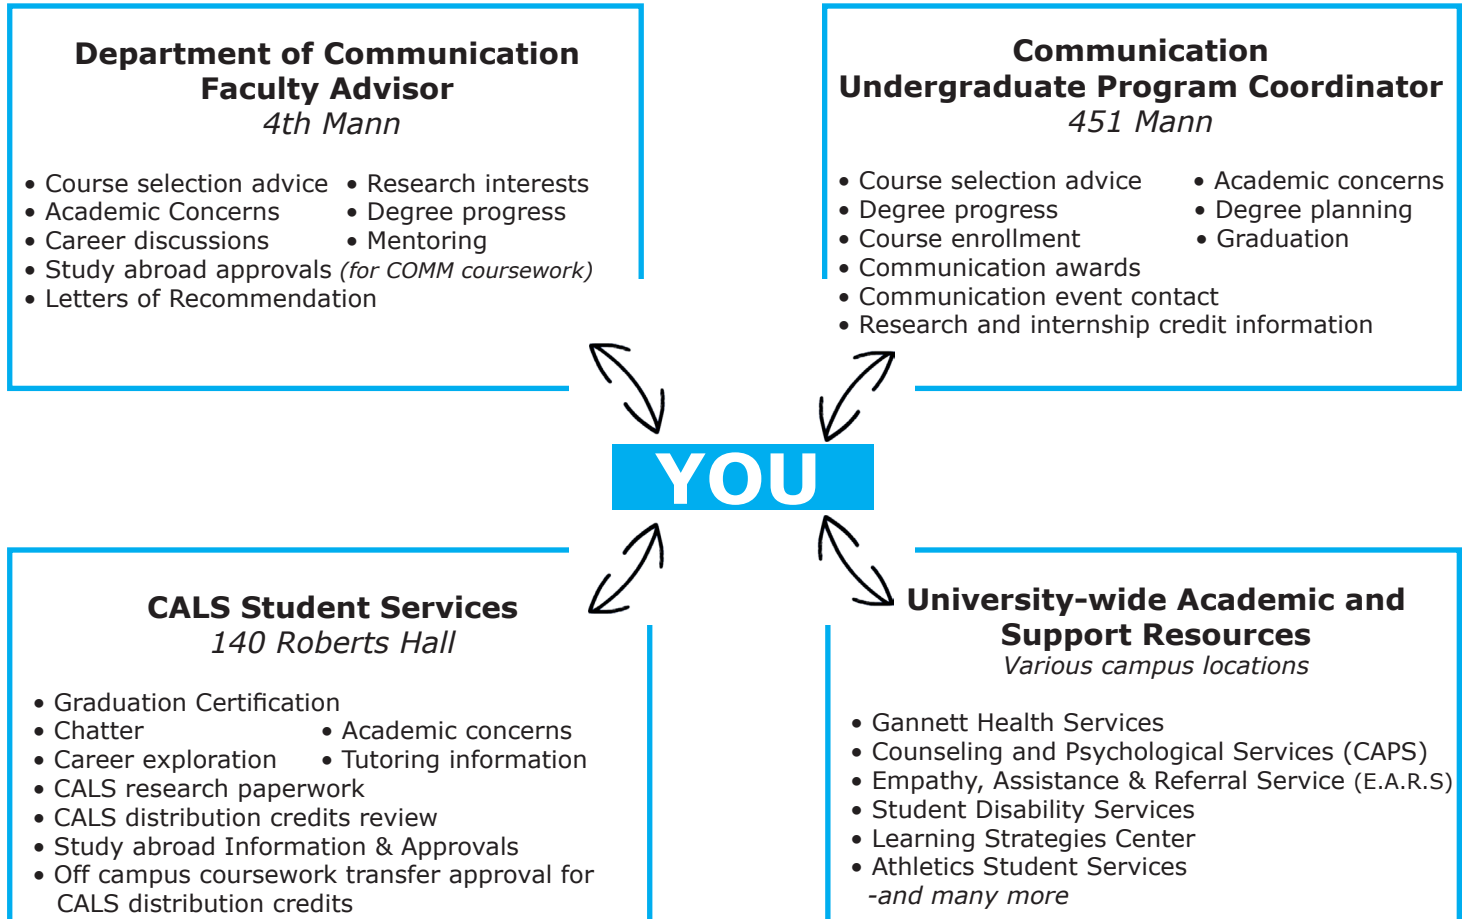 Department of Communication
Faculty Advisor
4th Mann
• Course selection advice • Research interests
• Academic Concerns • Degree progress
• Career discussions • Mentoring
• Study abroad approvals (for COMM coursework)
• Letters of Recommendation
Communication
Undergraduate Program Coordinator
451 Mann
• Course selection advice • Academic concerns
• Degree progress • Degree planning
• Course enrollment • Graduation
• Communication awards
• Communication event contact
• Research and internship credit information
YOU
CALS Student Services
140 Roberts Hall
• Graduation Certification
• Chatter • Academic concerns
• Career exploration • Tutoring information
• CALS research paperwork
• CALS distribution credits review
• Study abroad Information & Approvals
• Off campus coursework transfer approval for
CALS distribution credits
University-wide Academic and
Support Resources
Various campus locations
• Gannett Health Services
• Counseling and Psychological Services (CAPS)
• Empathy, Assistance & Referral Service (E.A.R.S)
• Student Disability Services
• Learning Strategies Center
• Athletics Student Services
-and many more